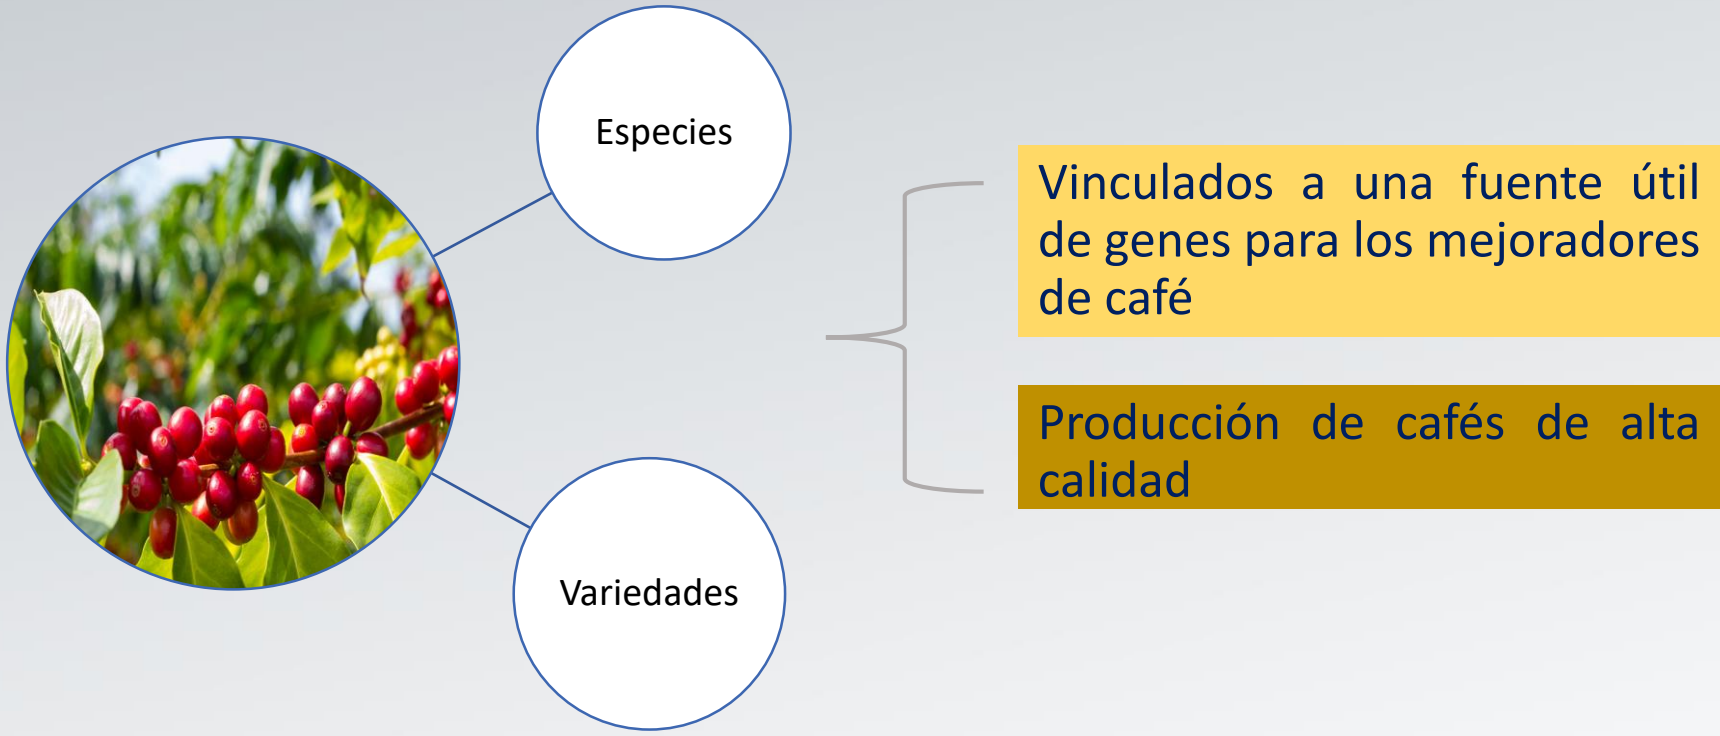 Especies
Vinculados a una fuente útil
de genes para los mejoradores
de café
Producción de cafés de alta
calidad
Variedades